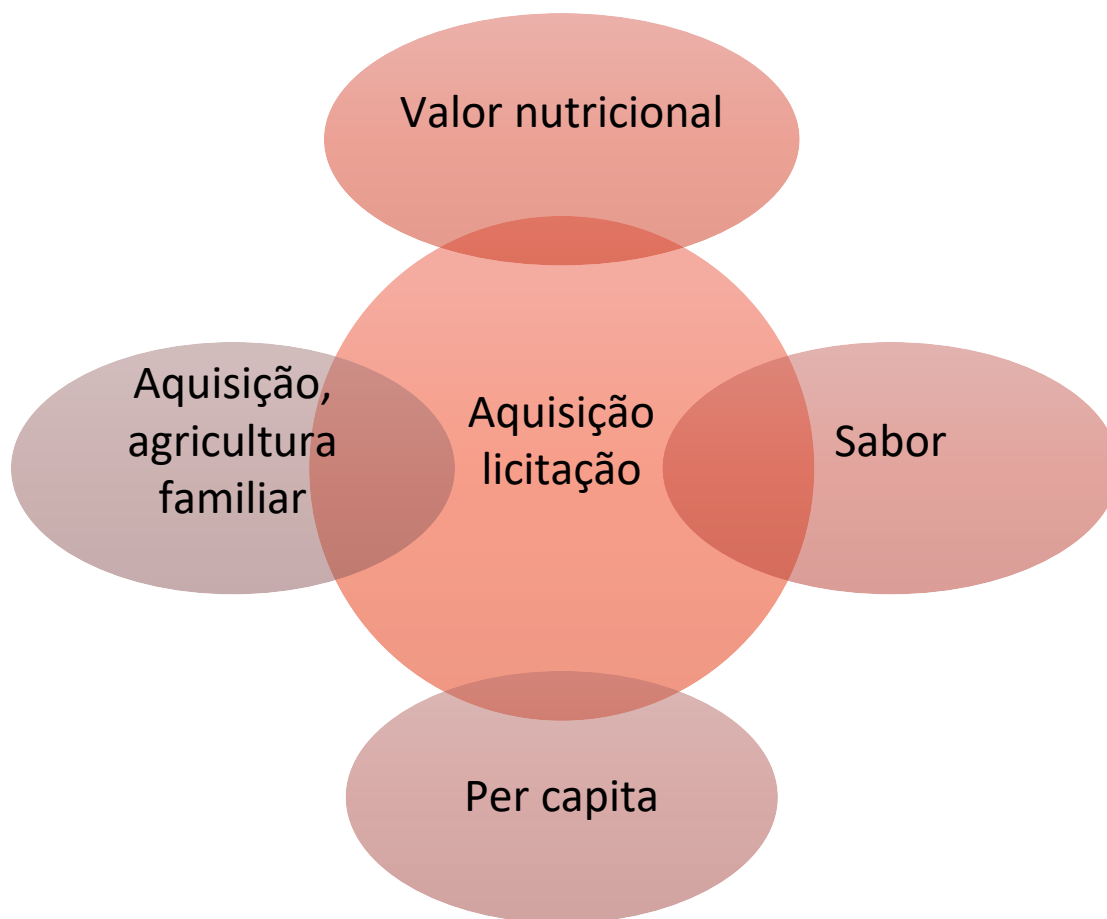 Valor nutricional
Aquisição,
agricultura
familiar
Aquisição
licitação
Sabor
Per capita